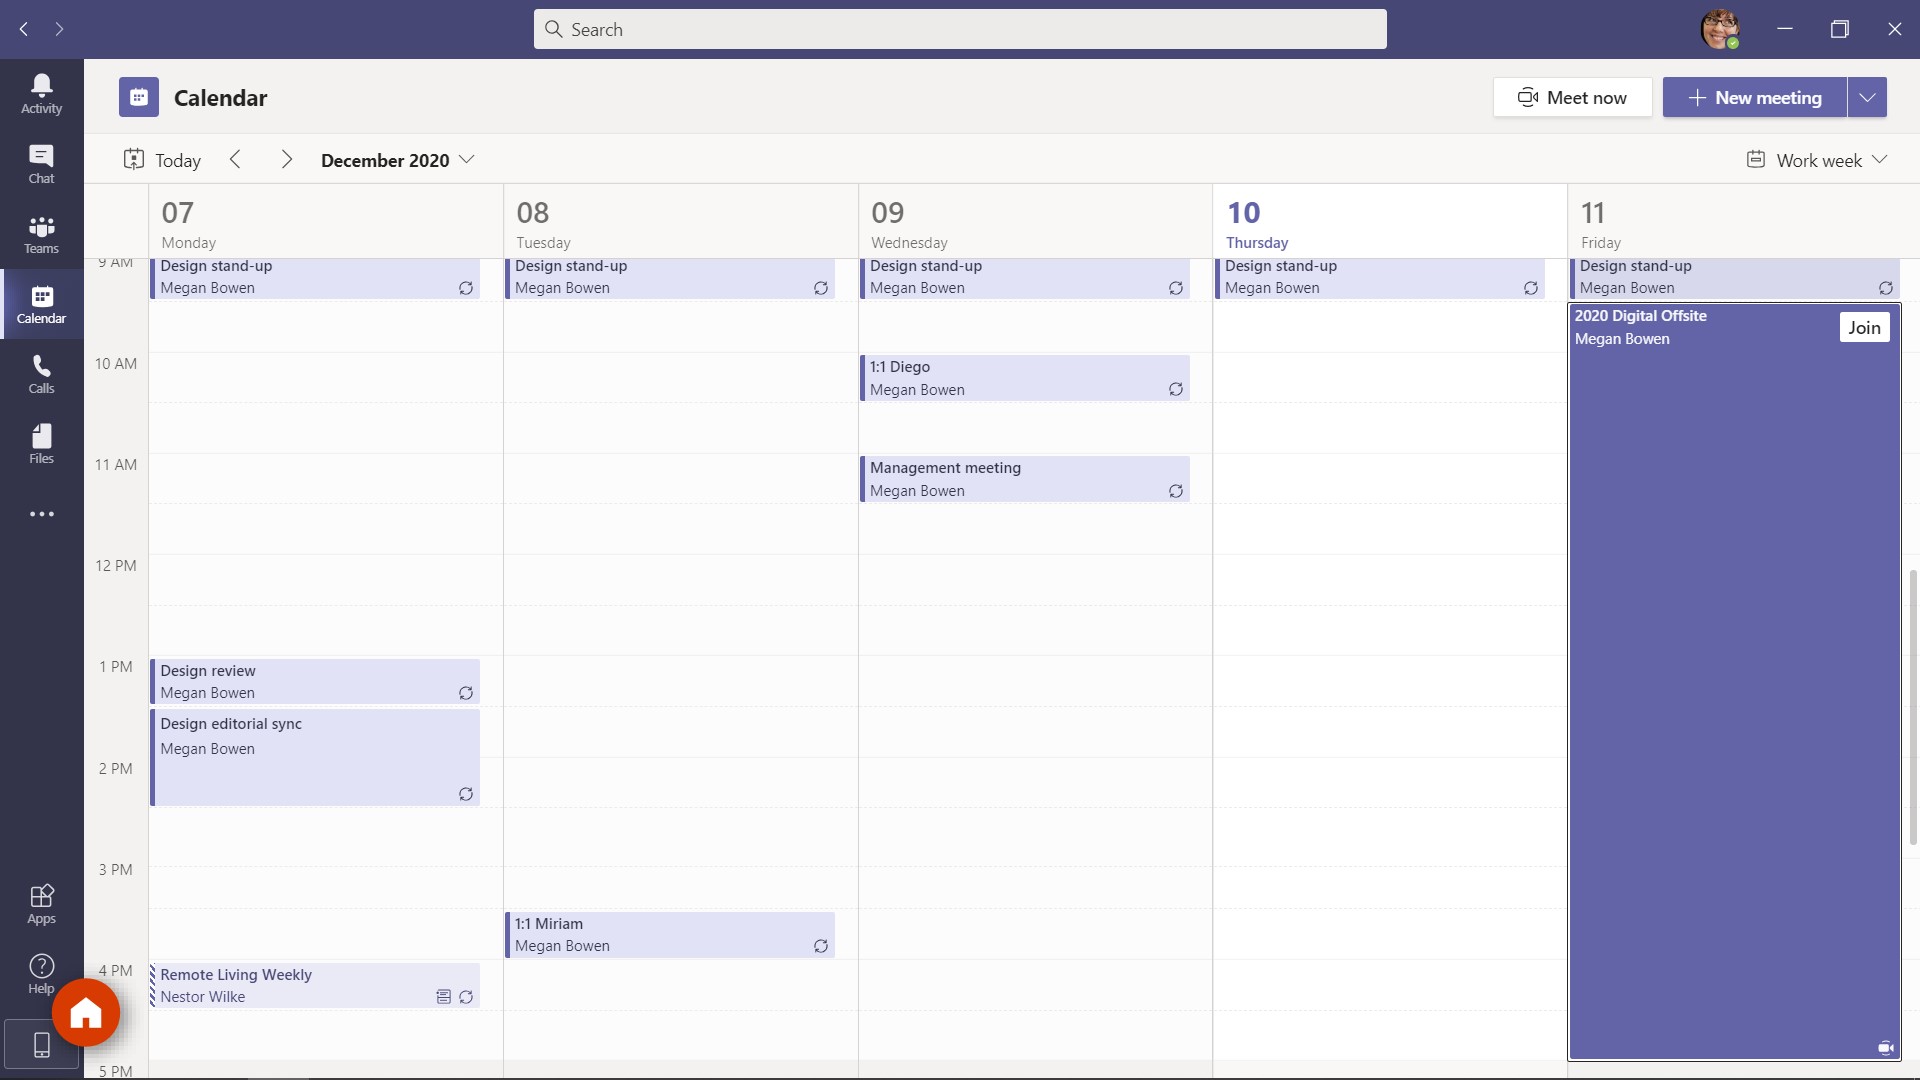 Search
Activity
Chat
Teams
Calendar
Calls
Files
Apps
Help
Calendar
Meet now
New meeting
Today
December 2020
Work week
07
Monday
08
Tuesday
09
Wednesday
10
Thursday
11
Friday
9 AM
10 AM
11 AM
12 PM
1 PM
2 PM
3 PM
4 PM
5 PM
Design stand-up
Megan Bowen
Design review
Megan Bowen
Design editorial sync
Megan Bowen
Remote Living Weekly
Nestor Wilke
Design stand-up
Megan Bowen
1:1 Miriam
Megan Bowen
Design stand-up
Megan Bowen
1:1 Diego
Megan Bowen
Management meeting
Megan Bowen
Design stand-up
Megan Bowen
Design stand-up
Megan Bowen
2020 Digital Offsite
Megan Bowen
Join